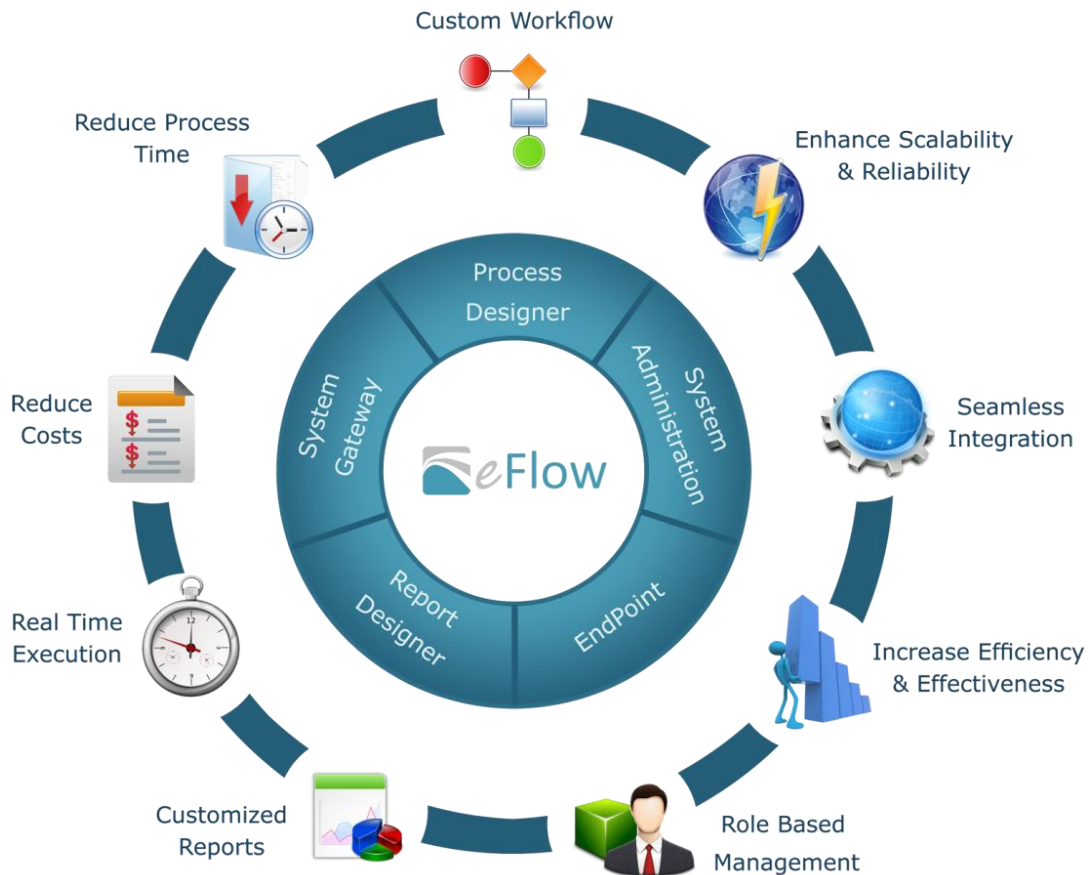 Custom Workflow
Enhance Scalability
& Reliability
Seamless
Integration
Increase Efficiency
& Effectiveness
Role Based
Management
Customized
Reports
Real Time
Execution
Reduce
Costs
Reduce Process
Time
Process
Designer
System
Administration
EndPoint
Report
Designer
System
Gateway
eFlow
12
$
$